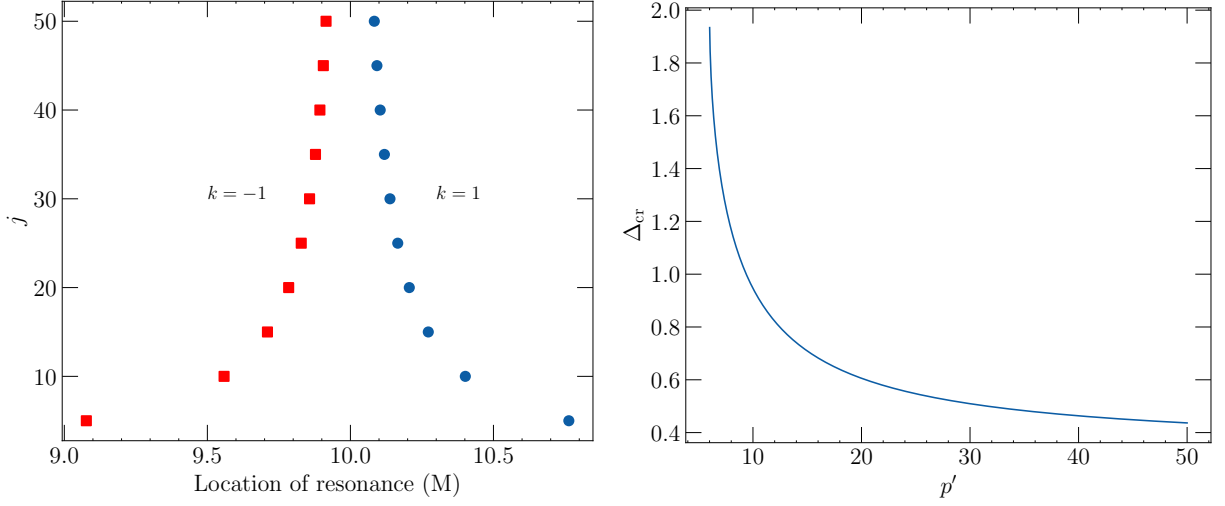 50
40
30
20
10
j
k = −1
k = 1
9.0 9.5 10.0 10.5
Location of resonance (M)
2.0
1.8
1.6
1.4
1.2
1.0
0.8
0.6
0.4
Δcr
10 20 30 40 50
p′